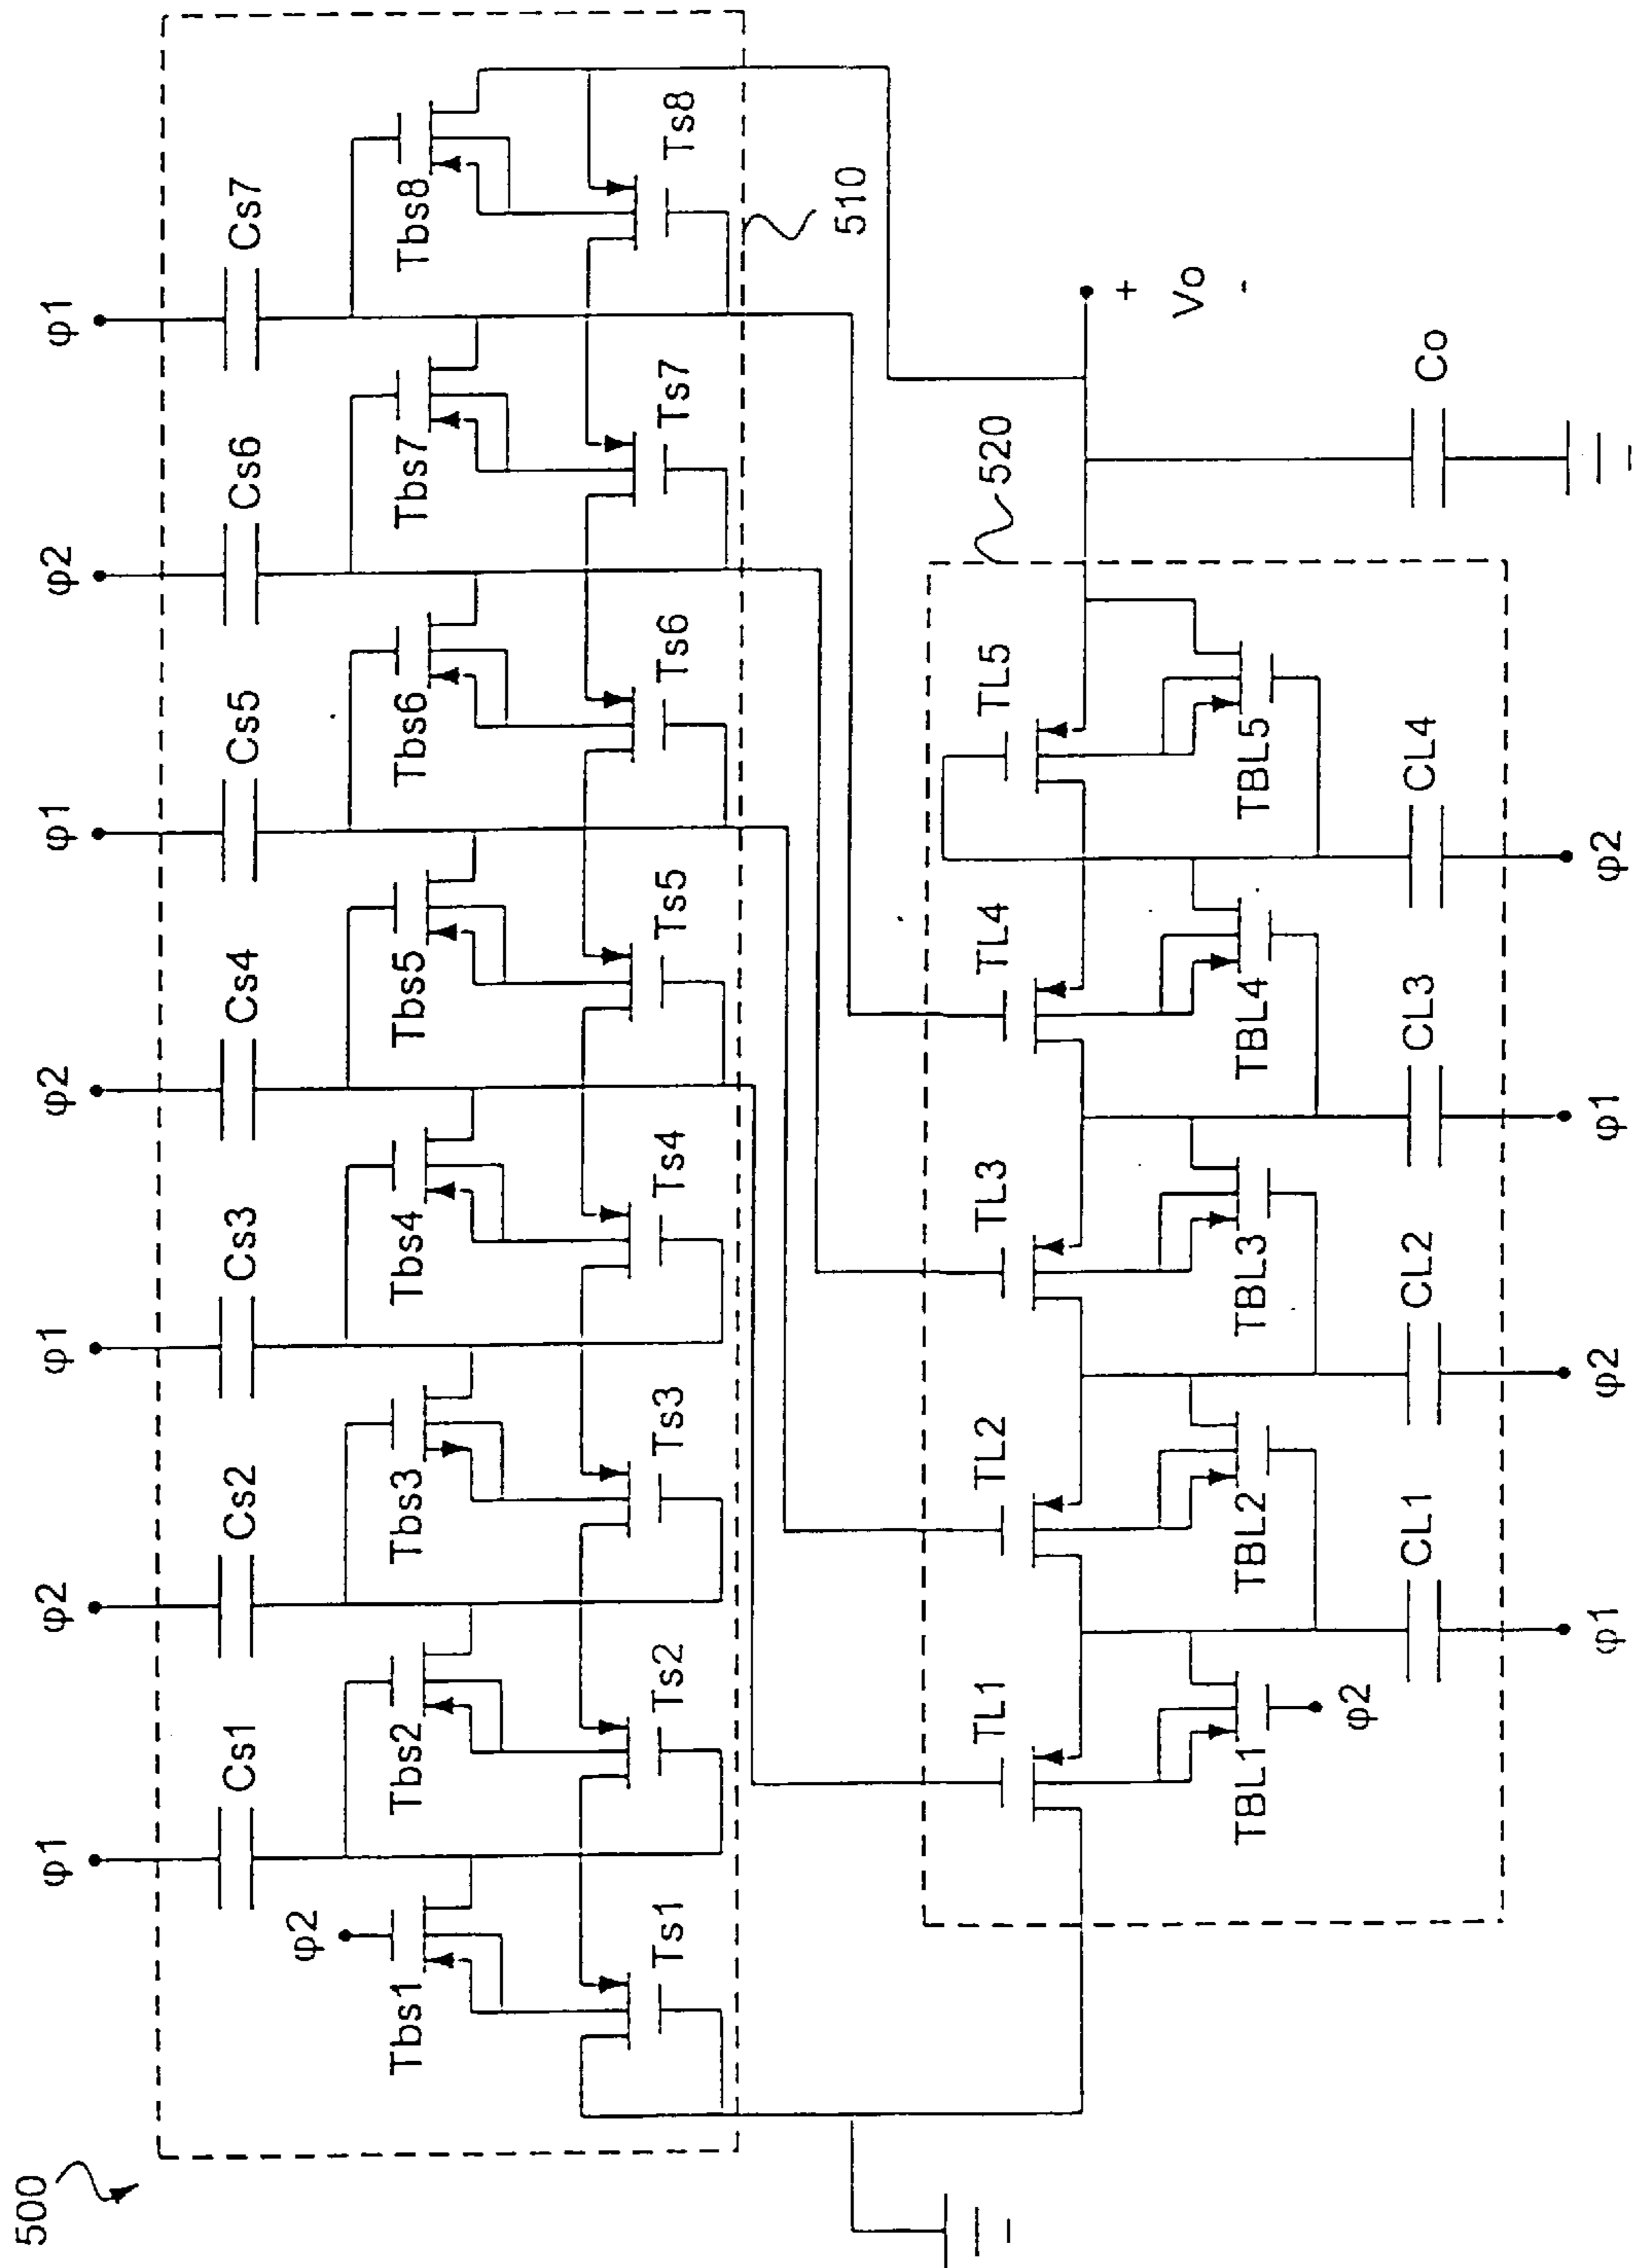 500
φ1 φ2 φ1 φ2 φ1 φ2 φ1
Cs1 Cs2 Cs3 Cs4 Cs5 Cs6 Cs7
φ2
Tbs1 Tbs2 Tbs3 Tbs4 Tbs5 Tbs6 Tbs7 Tbs8
Ts1 Ts2 Ts3 Ts4 Ts5 Ts6 Ts7 Ts8
510
520
TL1 TL2 TL3 TL4 TL5
+
Vo
-
TBL1 TBL2 TBL3 TBL4 TBL5
φ2
CL1 CL2 CL3 CL4 Co
φ1 φ2 φ1 φ2